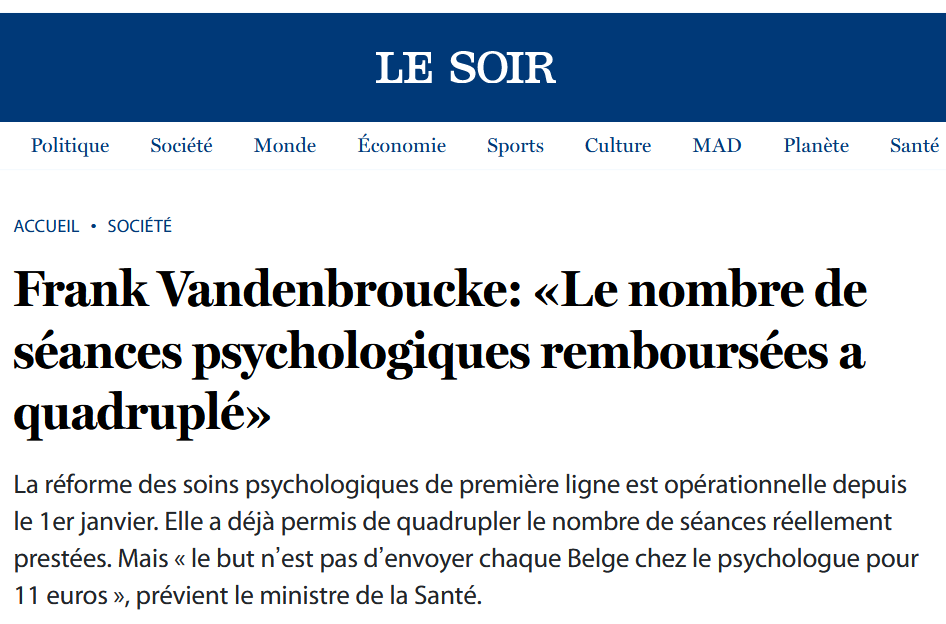 LE SOIR
Politique Société Monde Économie Sports Culture MAD Planète Santé
ACCUEIL • SOCIÉTÉ
Frank Vandenbroucke: «Le nombre de
séances psychologiques remboursées a
quadruplé»
La réforme des soins psychologiques de première ligne est opérationnelle depuis
le 1er janvier. Elle a déjà permis de quadrupler le nombre de séances réellement
prestées. Mais « le but n’est pas d’envoyer chaque Belge chez le psychologue pour
11 euros », prévient le ministre de la Santé.